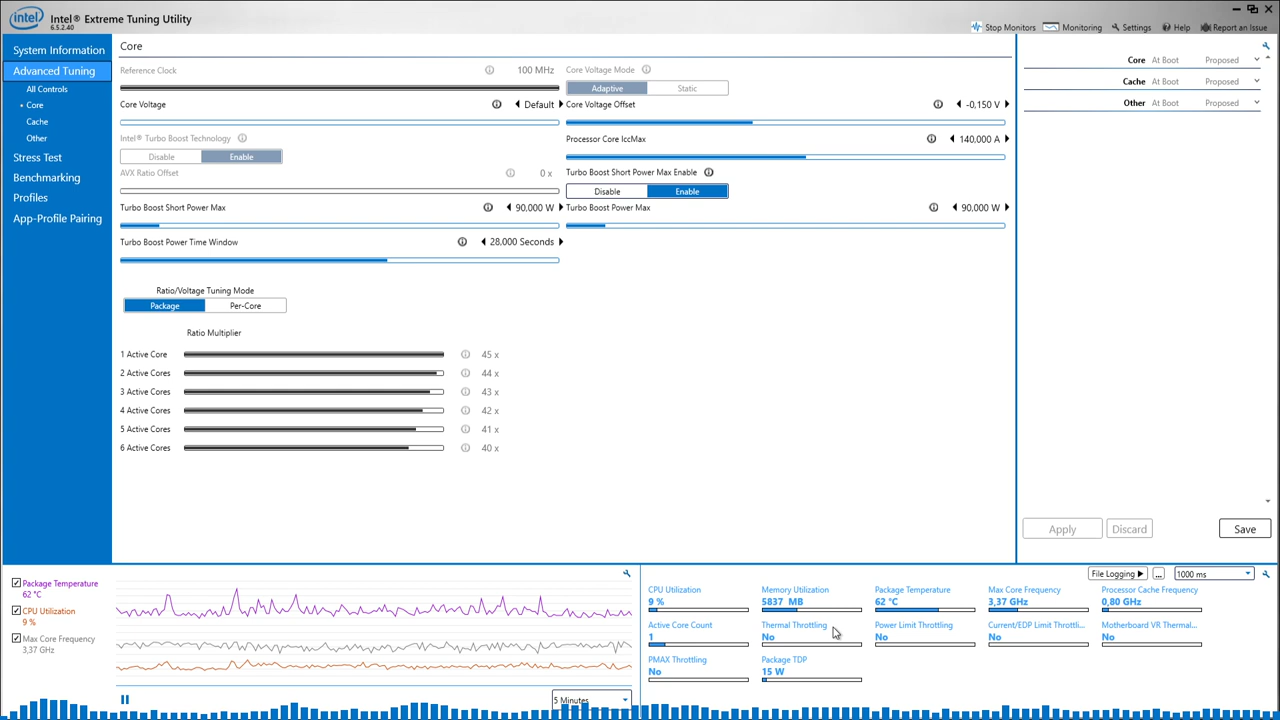 intel
Intel® Extreme Tuning Utility
6.5.2.40
Stop Monitors
Monitoring
Settings
Help
Report an Issue
System Information
Advanced Tuning
All Controls
• Core
Cache
Other
Stress Test
Benchmarking
Profiles
App-Profile Pairing
Core
Reference Clock
100 MHz
Core Voltage Mode
Adaptive
Static
Core Voltage
Default
Core Voltage Offset
-0,150 V
Intel® Turbo Boost Technology
Disable
Enable
Processor Core IccMax
140,000 A
AVX Ratio Offset
0 x
Turbo Boost Short Power Max Enable
Disable
Enable
Turbo Boost Short Power Max
90,000 W
Turbo Boost Power Max
90,000 W
Turbo Boost Power Time Window
28.000 Seconds
Ratio/Voltage Tuning Mode
Package
Per-Core
Ratio Multiplier
1 Active Core 45 x
2 Active Cores 44 x
3 Active Cores 43 x
4 Active Cores 42 x
5 Active Cores 41 x
6 Active Cores 40 x
Core At Boot Proposed
Cache At Boot Proposed
Other At Boot Proposed
Apply
Discard
Save
Package Temperature
62 °C
CPU Utilization
9 %
Max Core Frequency
3,37 GHz
5 Minutes
File Logging
...
1000 ms
CPU Utilization
9 %
Memory Utilization
5837 MB
Package Temperature
62 °C
Max Core Frequency
3,37 GHz
Processor Cache Frequency
0,80 GHz
Active Core Count
1
Thermal Throttling
No
Power Limit Throttling
No
Current/EDP Limit Throttli...
No
Motherboard VR Thermal...
No
PMAX Throttling
No
Package TDP
15 W